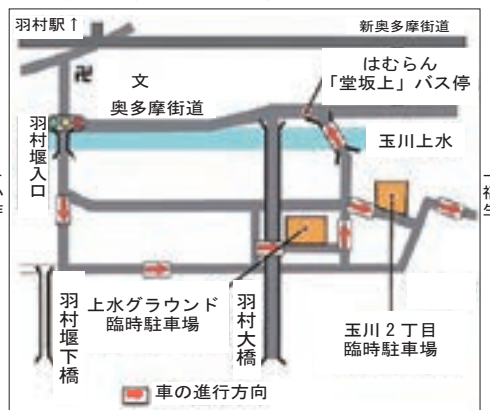 羽村駅↑
新奥多摩街道
はむらん
「堂坂上」バス停
卍
文
奥多摩街道
玉川上水
羽村堰入口
上水グラウンド
臨時駐車場
羽村堰下橋
羽村大橋
玉川2丁目
臨時駐車場
車の進行方向